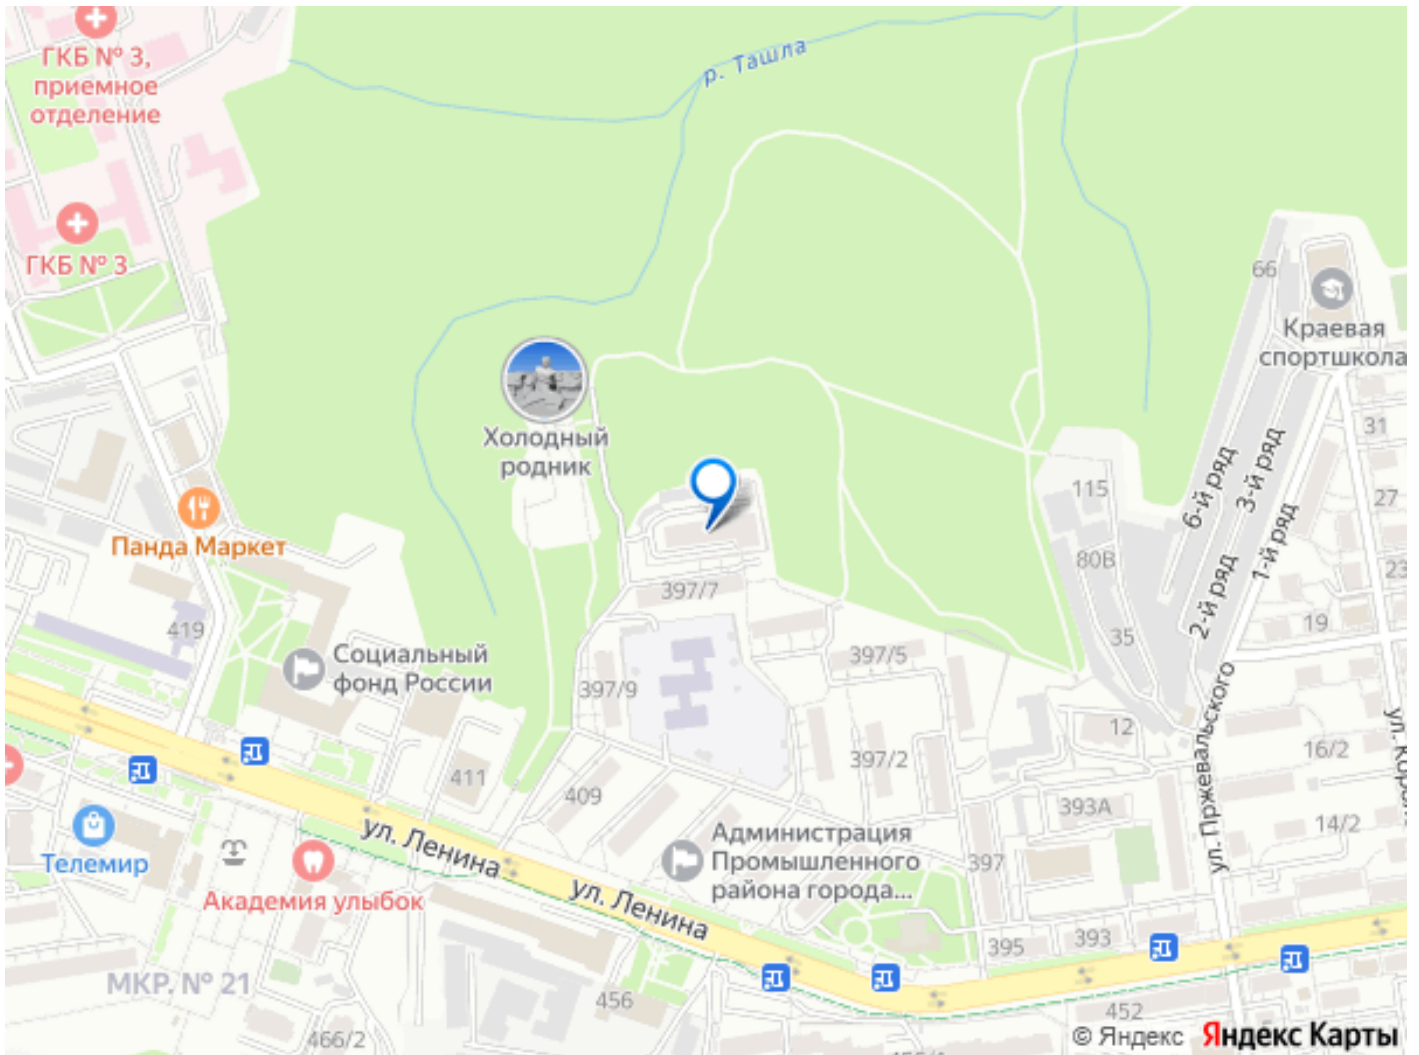 ГКБ № 3,
приемное
отделение
р. Ташла
ГКБ № 3
66
Краевая
спортшкола
Холодный
родник
31
6-й ряд
3-й ряд
115
27
Панда Маркет
1-й ряд
80В
23
2-й ряд
397/7
19
419
35
Социальный
фонд России
397/5
397/9
ул. Пржевальского
12
16/2
411
397/2
409
393А
14/2
ул. Ленина
Администрация
Промышленного
района города...
397
Телемир
Академия улыбок
ул. Ленина
395
393
МКР. № 21
456
452
466/2
© Яндекс Яндекс Карты